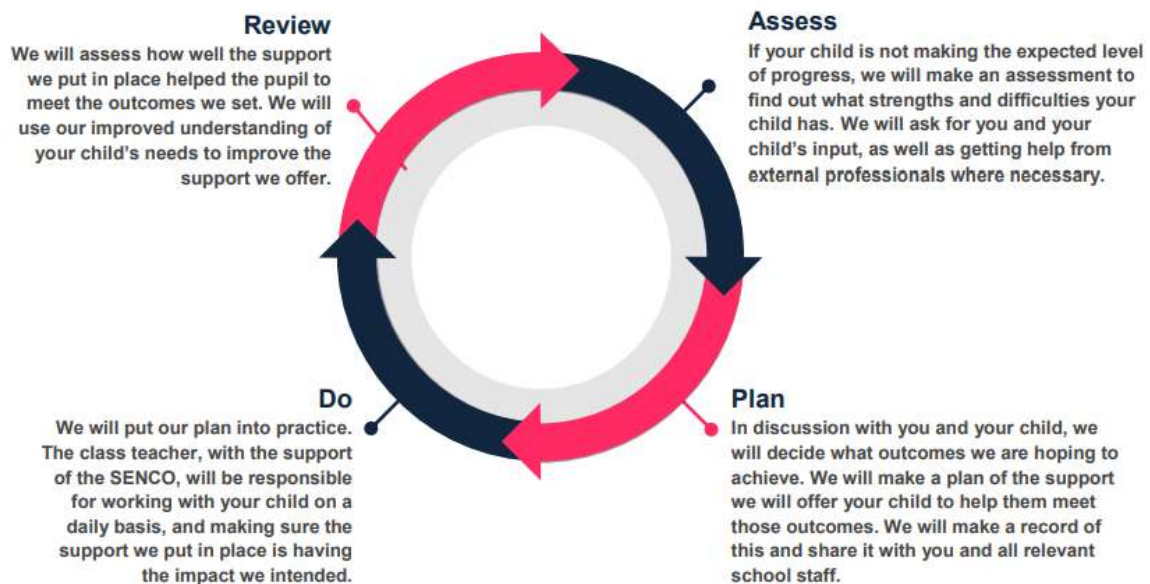 Review
We will assess how well the support
we put in place helped the pupil to
meet the outcomes we set. We will
use our improved understanding of
your child's needs to improve the
support we offer.
Assess
If your child is not making the expected level
of progress, we will make an assessment to
find out what strengths and difficulties your
child has. We will ask for you and your
child's input, as well as getting help from
external professionals where necessary.
Do
We will put our plan into practice.
The class teacher, with the support
of the SENCO, will be responsible
for working with your child on a
daily basis, and making sure the
support we put in place is having
the impact we intended.
Plan
In discussion with you and your child, we
will decide what outcomes we are hoping to
achieve. We will make a plan of the support
we will offer your child to help them meet
those outcomes. We will make a record of
this and share it with you and all relevant
school staff.